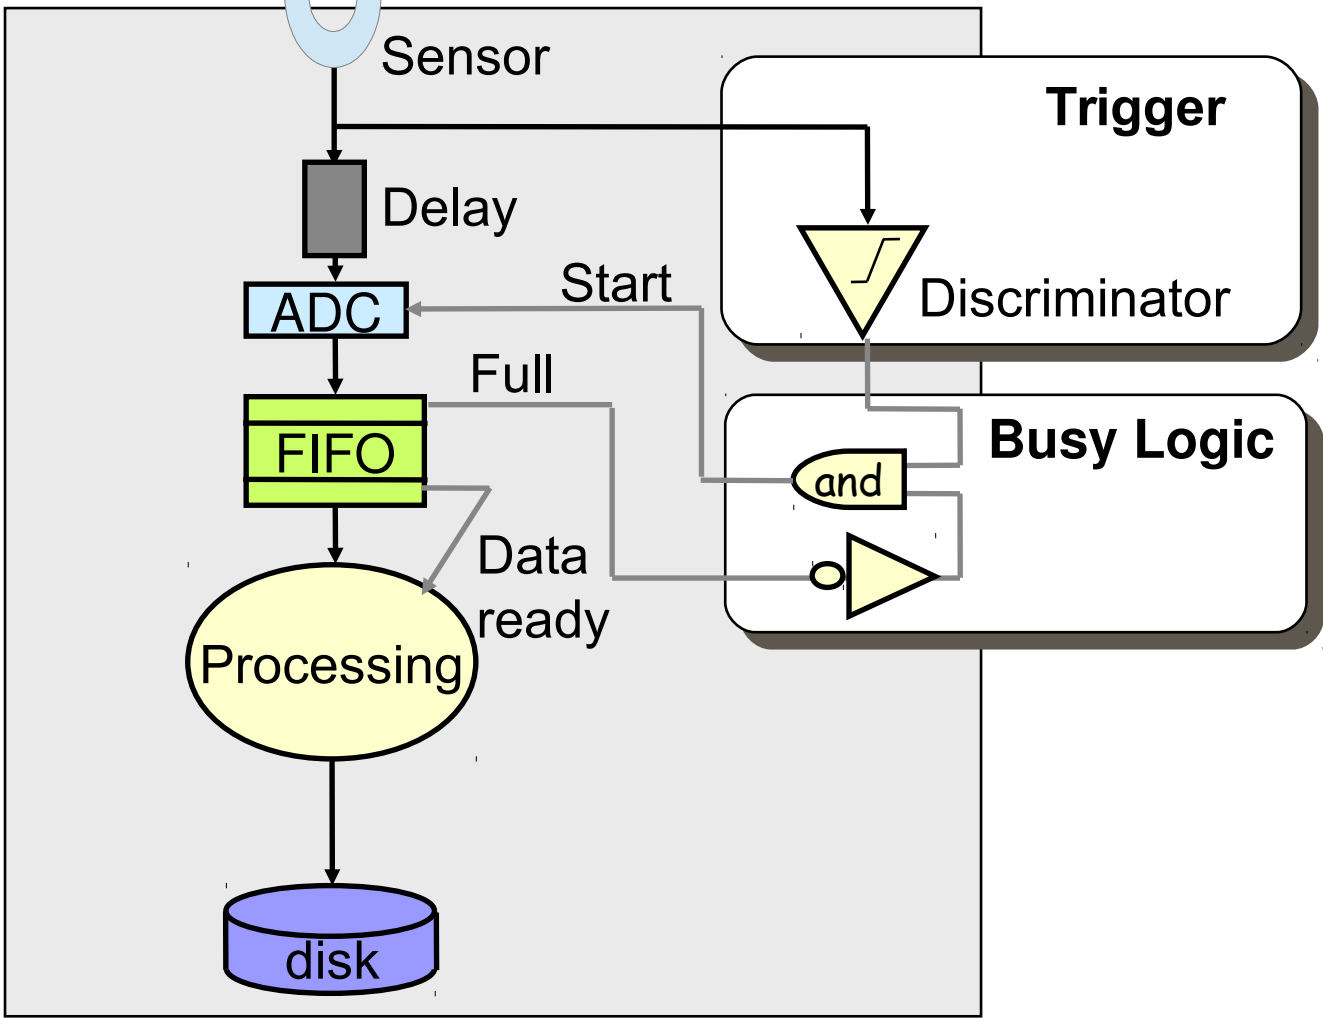 Sensor
Trigger
Delay
Start
ADC
Discriminator
Full
Busy Logic
FIFO
and
Data
ready
Processing
disk